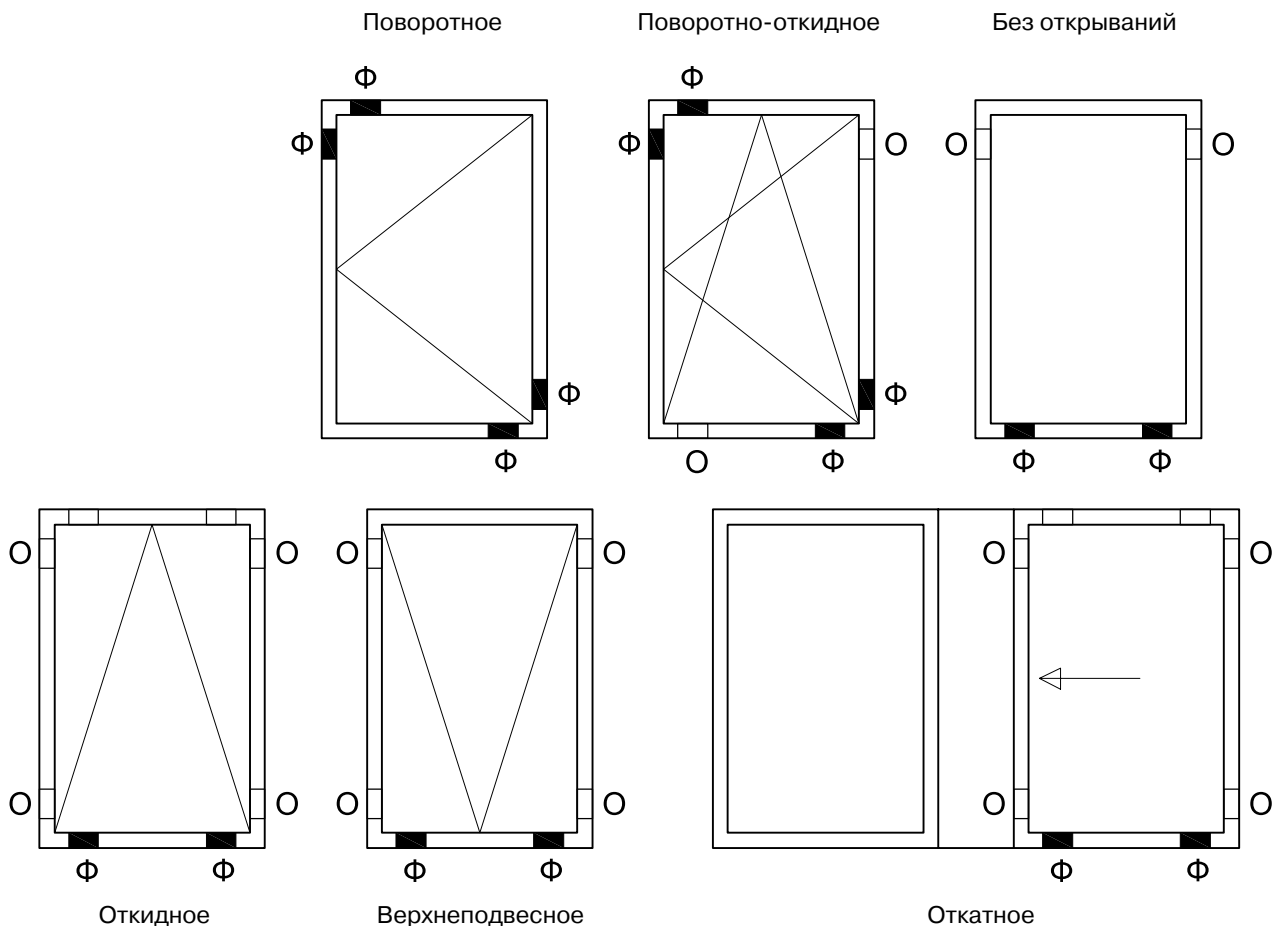 Поворотное Поворотно-откидное Без открываний
Ф Ф
Ф Ф О О О
Ф Ф
Ф О Ф Ф Ф
О О О О О О
О О О О О О
Ф Ф Ф Ф Ф Ф
Откидное Верхнеподвесное Откатное